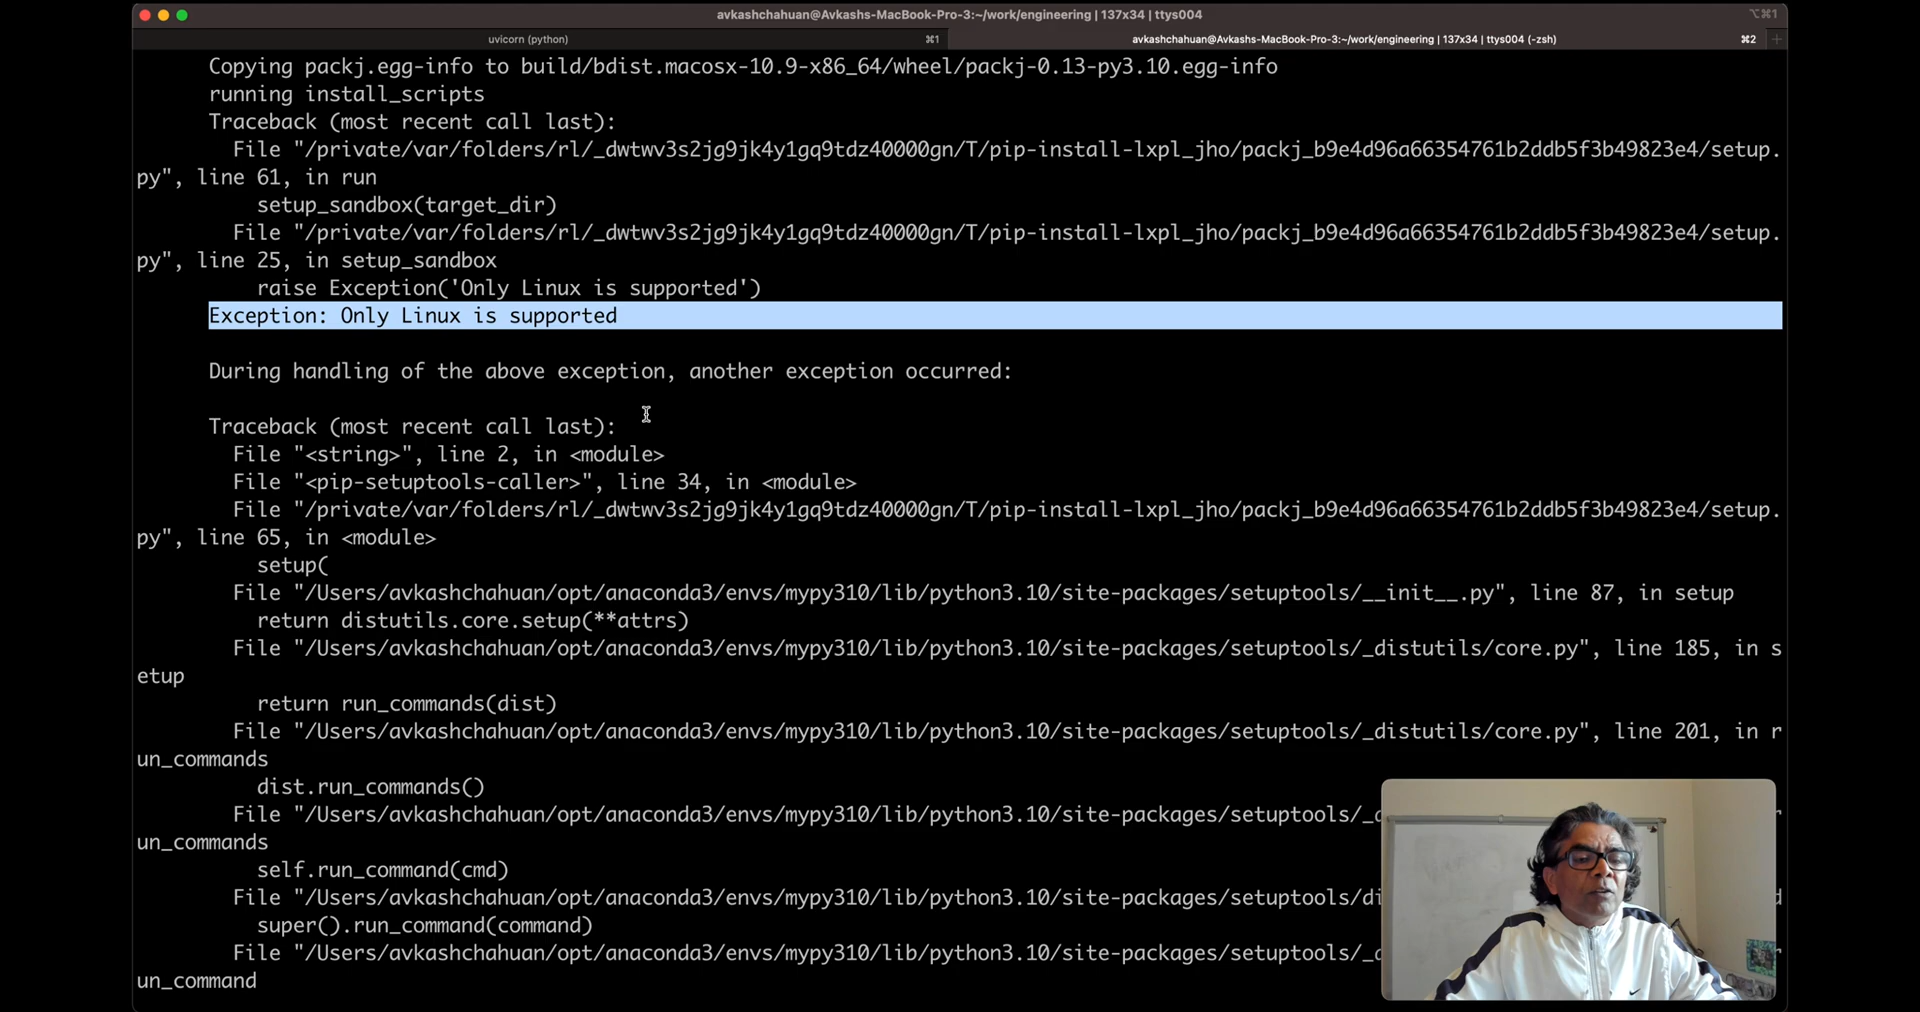 avkashchahuan@Avkashs-MacBook-Pro-3:~/work/engineering | 137x34 | ttys004
⌥⌘1
uvicorn (python)
⌘1
avkashchahuan@Avkashs-MacBook-Pro-3:~/work/engineering | 137x34 | ttys004 (-zsh)
⌘2
Copying packj.egg-info to build/bdist.macosx-10.9-x86_64/wheel/packj-0.13-py3.10.egg-info
running install_scripts
Traceback (most recent call last):
File "/private/var/folders/rl/_dwtwv3s2jg9jk4y1gq9tdz40000gn/T/pip-install-lxpl_jho/packj_b9e4d96a66354761b2ddb5f3b49823e4/setup.
py", line 61, in run
setup_sandbox(target_dir)
File "/private/var/folders/rl/_dwtwv3s2jg9jk4y1gq9tdz40000gn/T/pip-install-lxpl_jho/packj_b9e4d96a66354761b2ddb5f3b49823e4/setup.
py", line 25, in setup_sandbox
raise Exception('Only Linux is supported')
Exception: Only Linux is supported
During handling of the above exception, another exception occurred:
Traceback (most recent call last):
File "<string>", line 2, in <module>
File "<pip-setuptools-caller>", line 34, in <module>
File "/private/var/folders/rl/_dwtwv3s2jg9jk4y1gq9tdz40000gn/T/pip-install-lxpl_jho/packj_b9e4d96a66354761b2ddb5f3b49823e4/setup.
py", line 65, in <module>
setup(
File "/Users/avkashchahuan/opt/anaconda3/envs/mypy310/lib/python3.10/site-packages/setuptools/__init__.py", line 87, in setup
return distutils.core.setup(**attrs)
File "/Users/avkashchahuan/opt/anaconda3/envs/mypy310/lib/python3.10/site-packages/setuptools/_distutils/core.py", line 185, in s
etup
return run_commands(dist)
File "/Users/avkashchahuan/opt/anaconda3/envs/mypy310/lib/python3.10/site-packages/setuptools/_distutils/core.py", line 201, in r
un_commands
dist.run_commands()
File "/Users/avkashchahuan/opt/anaconda3/envs/mypy310/lib/python3.10/site-packages/setuptools/_d
un_commands
self.run_command(cmd)
File "/Users/avkashchahuan/opt/anaconda3/envs/mypy310/lib/python3.10/site-packages/setuptools/di
super().run_command(command)
File "/Users/avkashchahuan/opt/anaconda3/envs/mypy310/lib/python3.10/site-packages/setuptools/_d
un_command